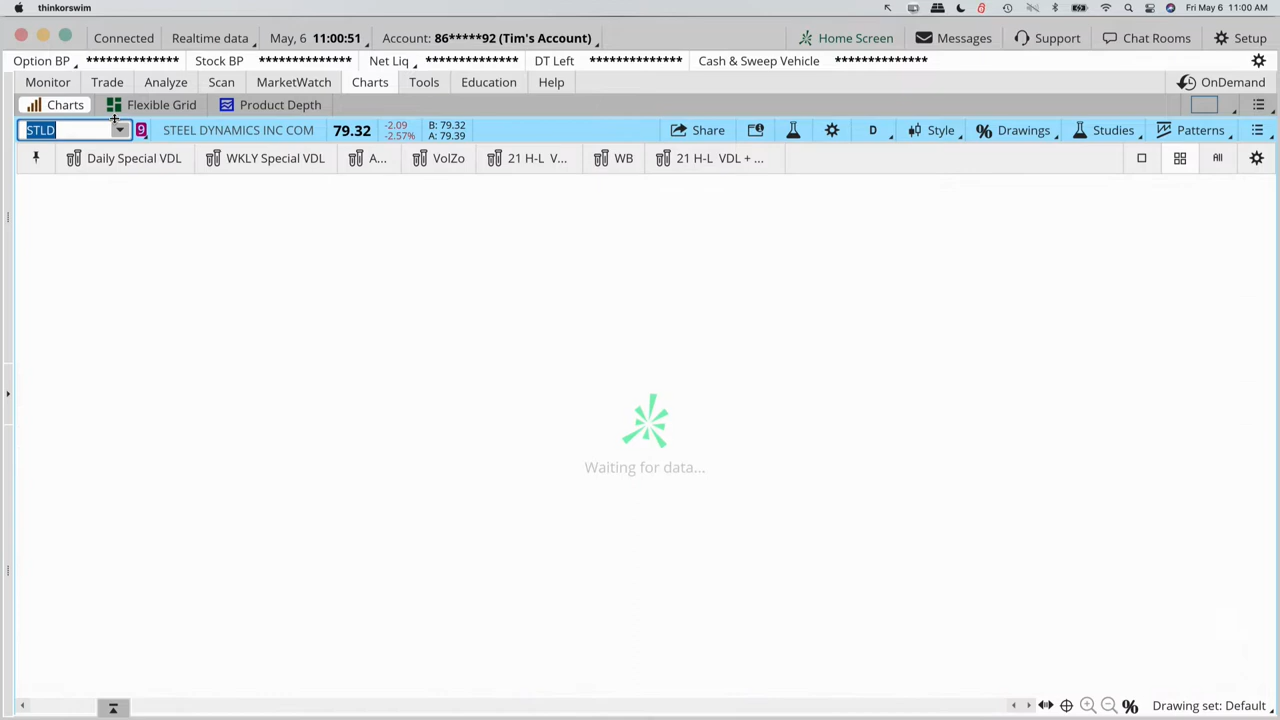 thinkorswim Fri May 6 11:00 AM
Connected Realtime data May, 6 11:00:51 Account: 86*****92 (Tim's Account) Home Screen Messages Support Chat Rooms Setup
Option BP ************* Stock BP ************* Net Liq ************* DT Left ************* Cash & Sweep Vehicle *************
Monitor Trade Analyze Scan MarketWatch Charts Tools Education Help OnDemand
Charts Flexible Grid Product Depth
STLD 9 STEEL DYNAMICS INC COM 79.32 -2.09 B: 79.32 Share D Style Drawings Studies Patterns
-2.57% A: 79.39
Daily Special VDL WKLY Special VDL A... VolZo 21 H-L V... WB 21 H-L VDL + ... All
Waiting for data...
Drawing set: Default